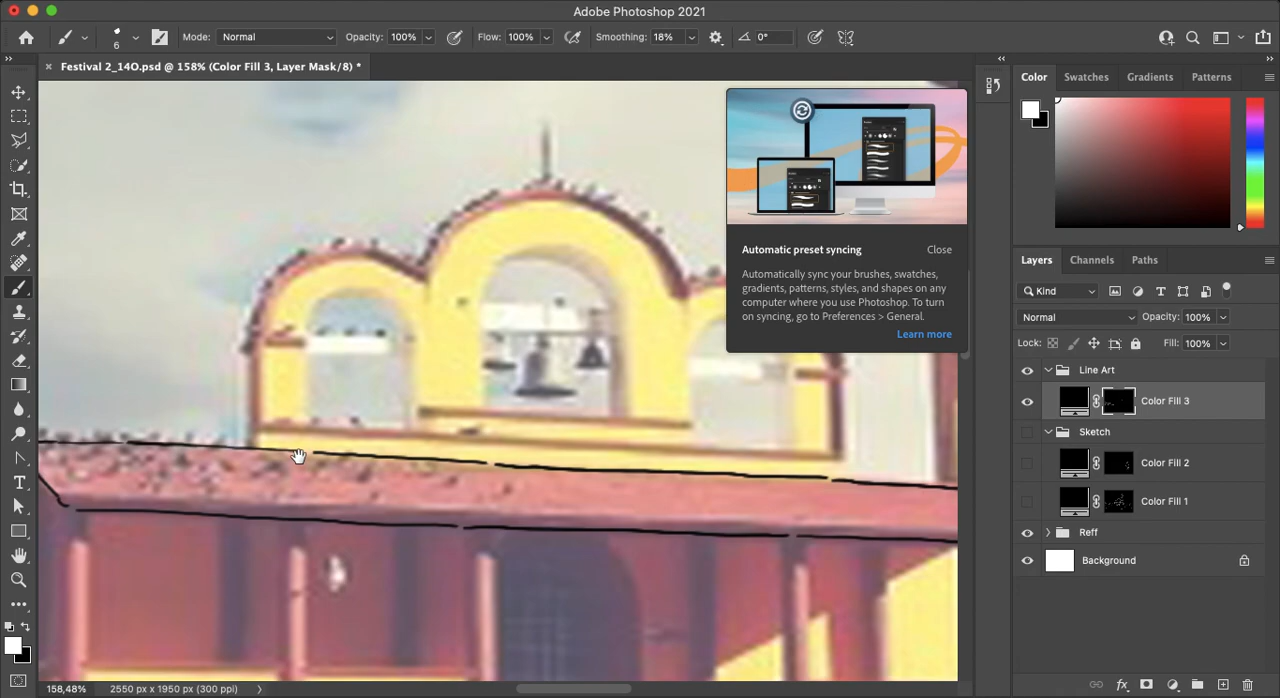 Adobe Photoshop 2021
6
Mode: Normal
Opacity: 100%
Flow: 100%
Smoothing: 18%
0°
Festival 2_14O.psd @ 158% (Color Fill 3, Layer Mask/8) *
Automatic preset syncing
Close
Automatically sync your brushes, swatches,
gradients, patterns, styles, and shapes on any
computer where you use Photoshop. To turn
on syncing, go to Preferences > General.
Learn more
Color
Swatches
Gradients
Patterns
Layers
Channels
Paths
Kind
Normal
Opacity: 100%
Lock:
Fill: 100%
Line Art
Color Fill 3
Sketch
Color Fill 2
Color Fill 1
Reff
Background
fx
158,48%
2550 px x 1950 px (300 ppi)